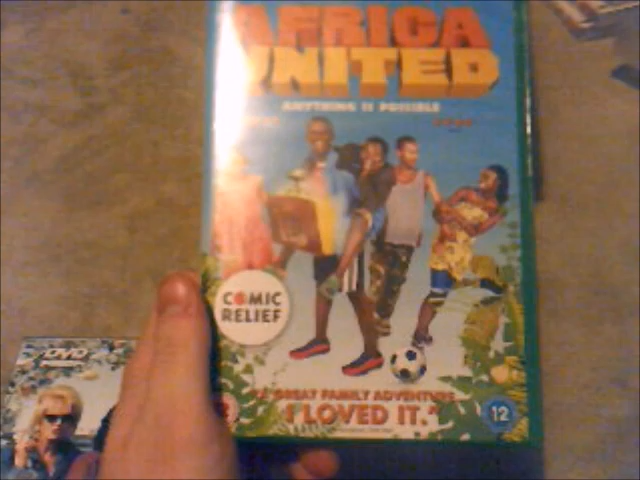 AFRICA
UNITED
ANYTHING IS POSSIBLE
COMIC
RELIEF
"A GREAT FAMILY ADVENTURE
I LOVED IT."
12
DVD